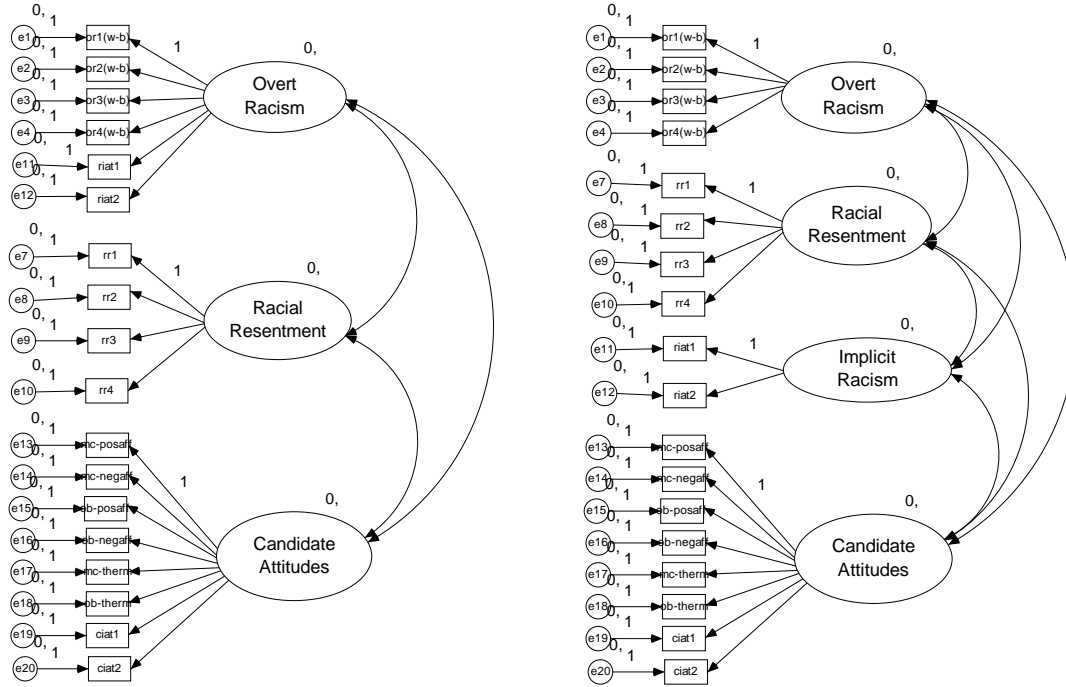 0,
1
e1
or1(w-b)
0,
1
e2
or2(w-b)
0,
1
e3
or3(w-b)
0,
1
e4
or4(w-b)
0,
1
e11
riat1
0,
1
e12
riat2
1
0,
Overt
Racism
0,
1
e7
rr1
0,
1
e8
rr2
0,
1
e9
rr3
0,
1
e10
rr4
1
0,
Racial
Resentment
0,
1
e13
mc-posaff
0,
1
e14
mc-negaff
0,
1
e15
ob-posaff
0,
1
e16
ob-negaff
0,
1
e17
mc-therm
0,
1
e18
ob-therm
0,
1
e19
ciat1
0,
1
e20
ciat2
1
0,
Candidate
Attitudes
0,
1
e1
or1(w-b)
0,
1
e2
or2(w-b)
0,
1
e3
or3(w-b)
0,
1
e4
or4(w-b)
1
0,
Overt
Racism
0,
1
e7
rr1
0,
1
e8
rr2
0,
1
e9
rr3
0,
1
e10
rr4
1
0,
Racial
Resentment
0,
1
e11
riat1
0,
1
e12
riat2
1
0,
Implicit
Racism
0,
1
e13
mc-posaff
0,
1
e14
mc-negaff
0,
1
e15
ob-posaff
0,
1
e16
ob-negaff
0,
1
e17
mc-therm
0,
1
e18
ob-therm
0,
1
e19
ciat1
0,
1
e20
ciat2
1
0,
Candidate
Attitudes